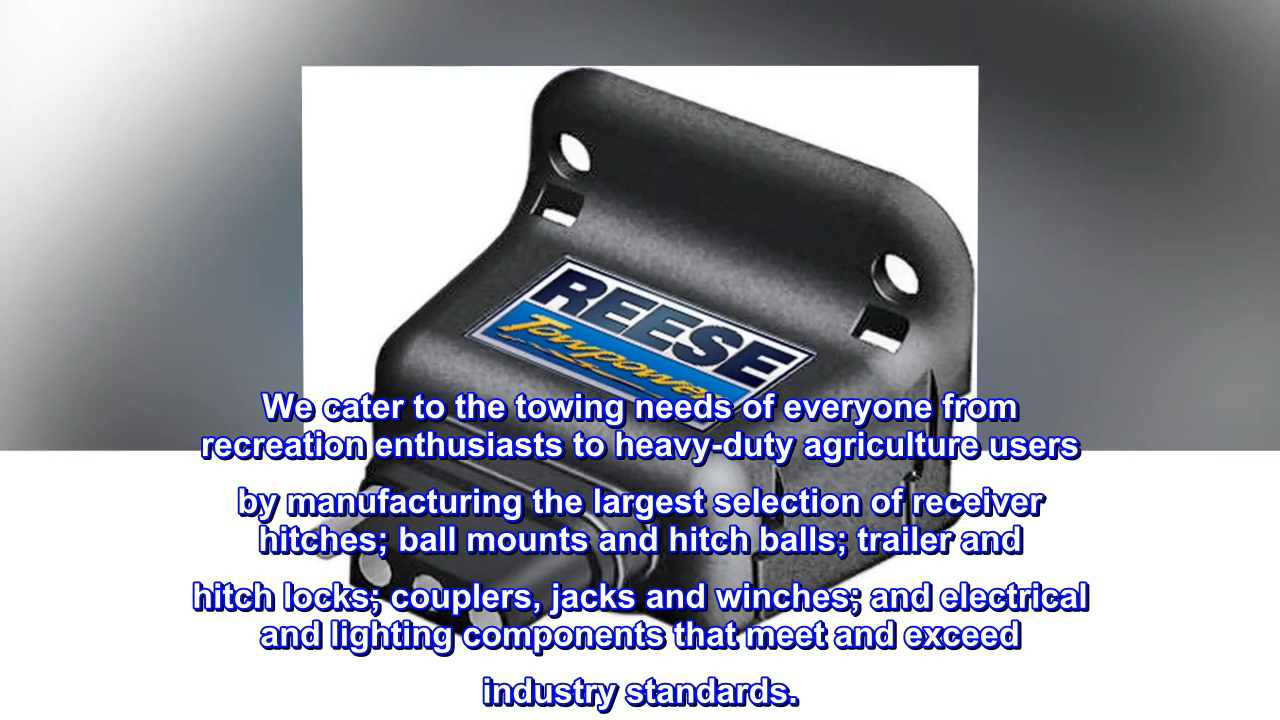 REESE
Towpower
We cater to the towing needs of everyone from
recreation enthusiasts to heavy-duty agriculture users
by manufacturing the largest selection of receiver
hitches; ball mounts and hitch balls; trailer and
hitch locks; couplers, jacks and winches; and electrical
and lighting components that meet and exceed
industry standards.